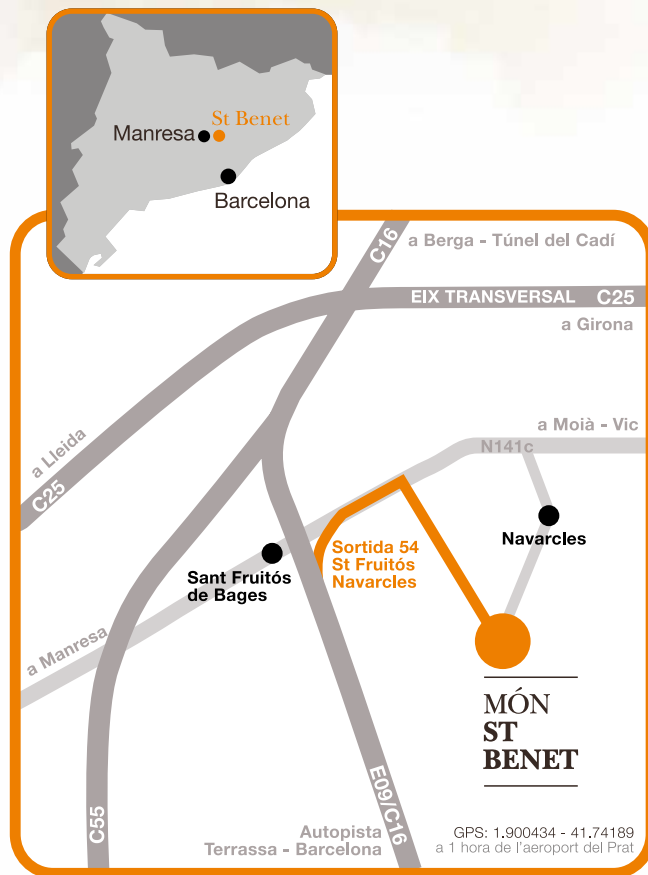 St Benet
Manresa
Barcelona
C16
a Berga - Túnel del Cadí
EIX TRANSVERSAL C25
a Girona
a Lleida
C25
a Moià - Vic
N141c
Navarcles
Sortida 54
St Fruitós
Navarcles
Sant Fruitós
de Bages
a Manresa
MÓN
ST
BENET
C55
E09/C16
Autopista
Terrassa - Barcelona
GPS: 1.900434 - 41.74189
a 1 hora de l'aeroport del Prat